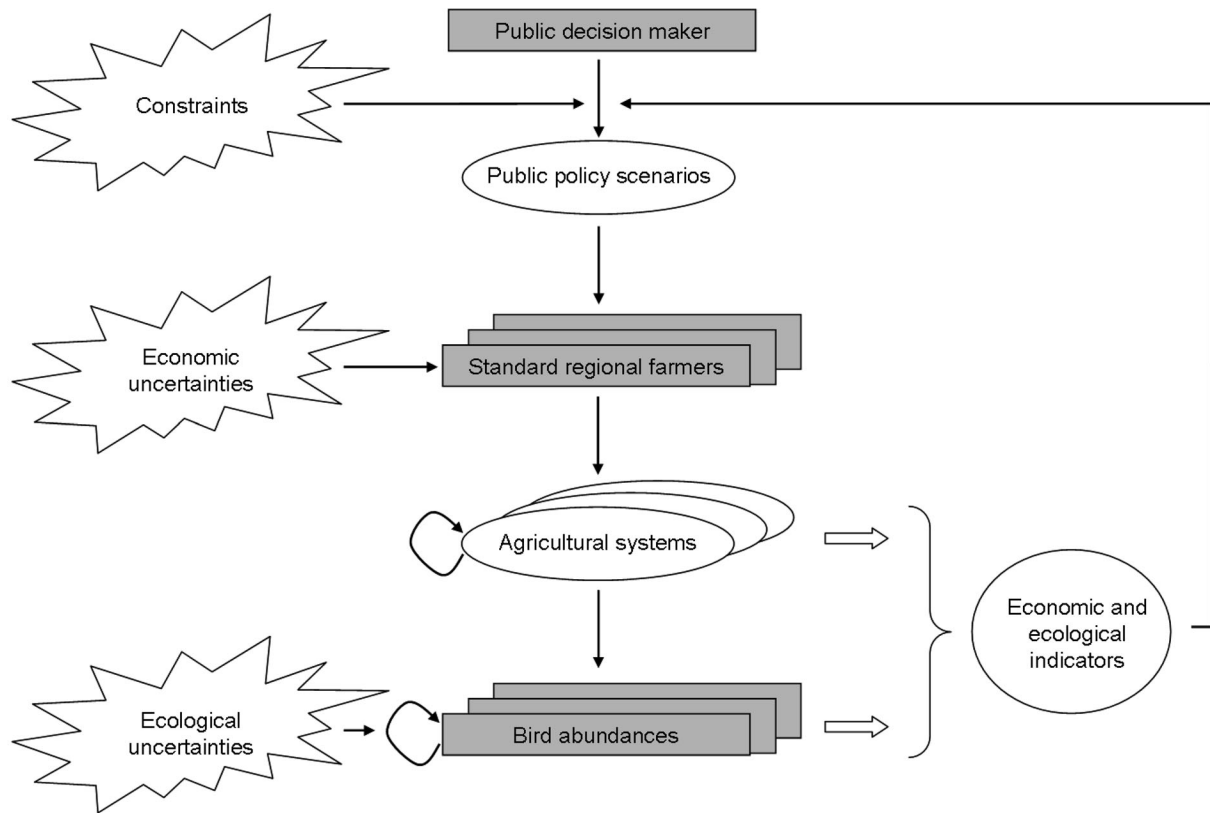 Public decision maker
Constraints
Public policy scenarios
Economic
uncertainties
Standard regional farmers
Agricultural systems
Economic and
ecological
indicators
Ecological
uncertainties
Bird abundances